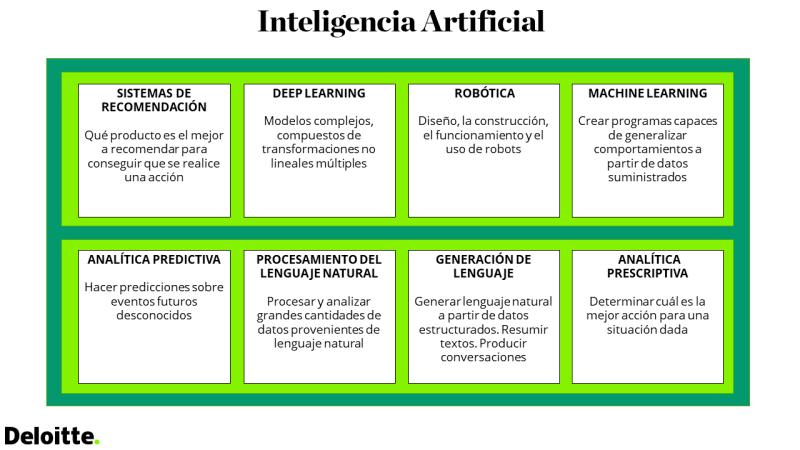 Inteligencia Artificial
SISTEMAS DE
RECOMENDACIÓN
Qué producto es el mejor
a recomendar para
conseguir que se realice
una acción
DEEP LEARNING
Modelos complejos,
compuestos de
transformaciones no
lineales múltiples
ROBÓTICA
Diseño, la construcción,
el funcionamiento y el
uso de robots
MACHINE LEARNING
Crear programas capaces
de generalizar
comportamientos a
partir de datos
suministrados
ANALÍTICA PREDICTIVA
Hacer predicciones sobre
eventos futuros
desconocidos
PROCESAMIENTO DEL
LENGUAJE NATURAL
Procesar y analizar
grandes cantidades de
datos provenientes de
lenguaje natural
GENERACIÓN DE
LENGUAJE
Generar lenguaje natural
a partir de datos
estructurados. Resumir
textos. Producir
conversaciones
ANALÍTICA
PRESCRIPTIVA
Determinar cuál es la
mejor acción para una
situación dada
Deloitte.